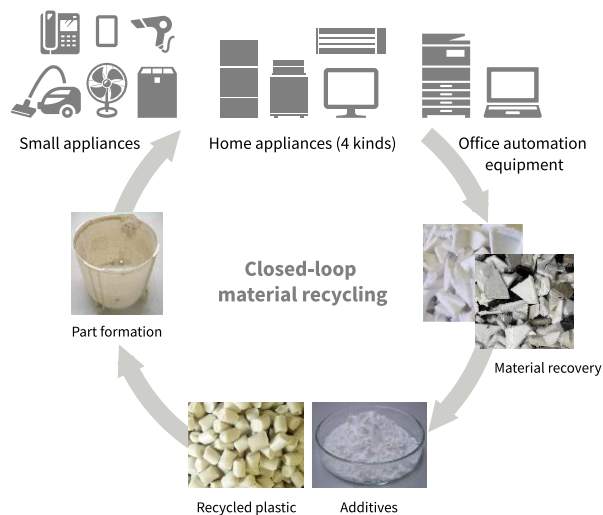 Small appliances
Home appliances (4 kinds)
Office automation
equipment
Closed-loop
material recycling
Part formation
Material recovery
Recycled plastic
Additives